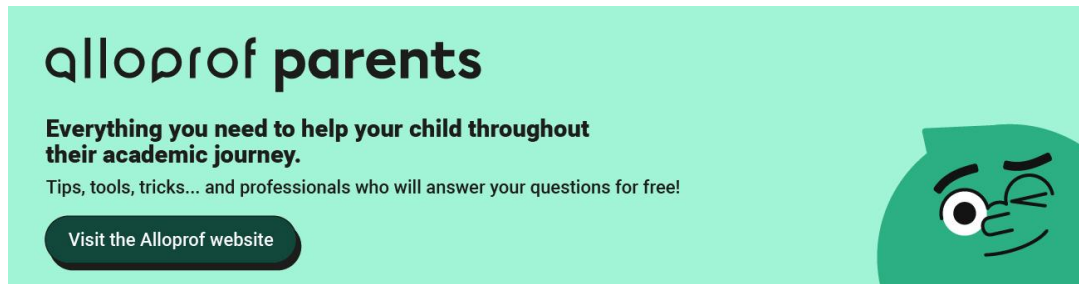 alloprof parents
Everything you need to help your child throughout
their academic journey.
Tips, tools, tricks... and professionals who will answer your questions for free!
Visit the Alloprof website